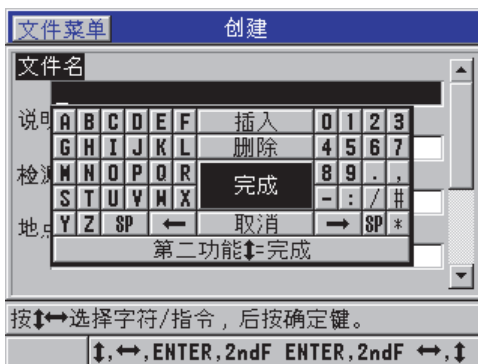 文件菜单 创建
文件名
说明
A B C D E F 插入 0 1 2 3
G H I J K L 删除 4 5 6 7
检测
M N O P Q R 完成 8 9 . ,
S T U V W X - : / #
地点
Y Z SP ← 取消 → SP *
第二功能↕=完成
按↕↔选择字符/指令，后按确定键。
↕,↔,ENTER,2ndF ENTER,2ndF ↔,↕